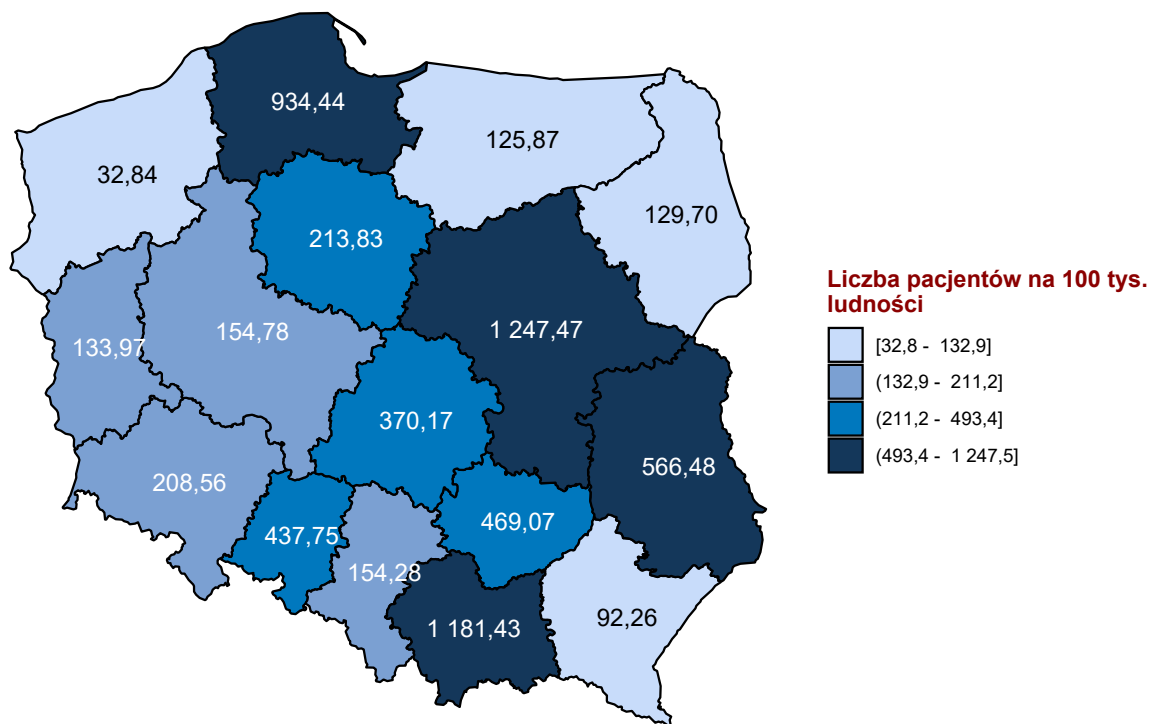 934,44
125,87
32,84
129,70
213,83
1 247,47
154,78
133,97
370,17
566,48
208,56
469,07
437,75
154,28
92,26
1 181,43
Liczba pacjentów na 100 tys.
ludności
[32,8 - 132,9]
(132,9 - 211,2]
(211,2 - 493,4]
(493,4 - 1 247,5]